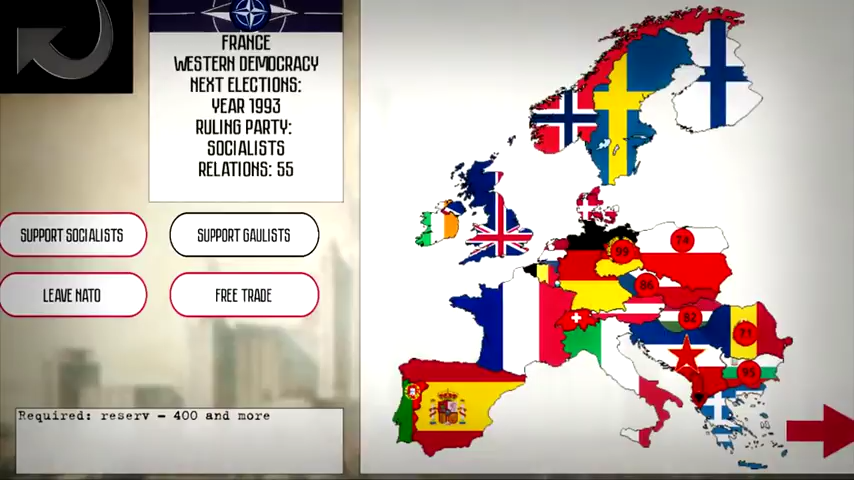 FRANCE
WESTERN DEMOCRACY
NEXT ELECTIONS:
YEAR 1993
RULING PARTY:
SOCIALISTS
RELATIONS: 55
SUPPORT SOCIALISTS
SUPPORT GAULISTS
LEAVE NATO
FREE TRADE
Required: reserv - 400 and more
99
74
86
82
71
95